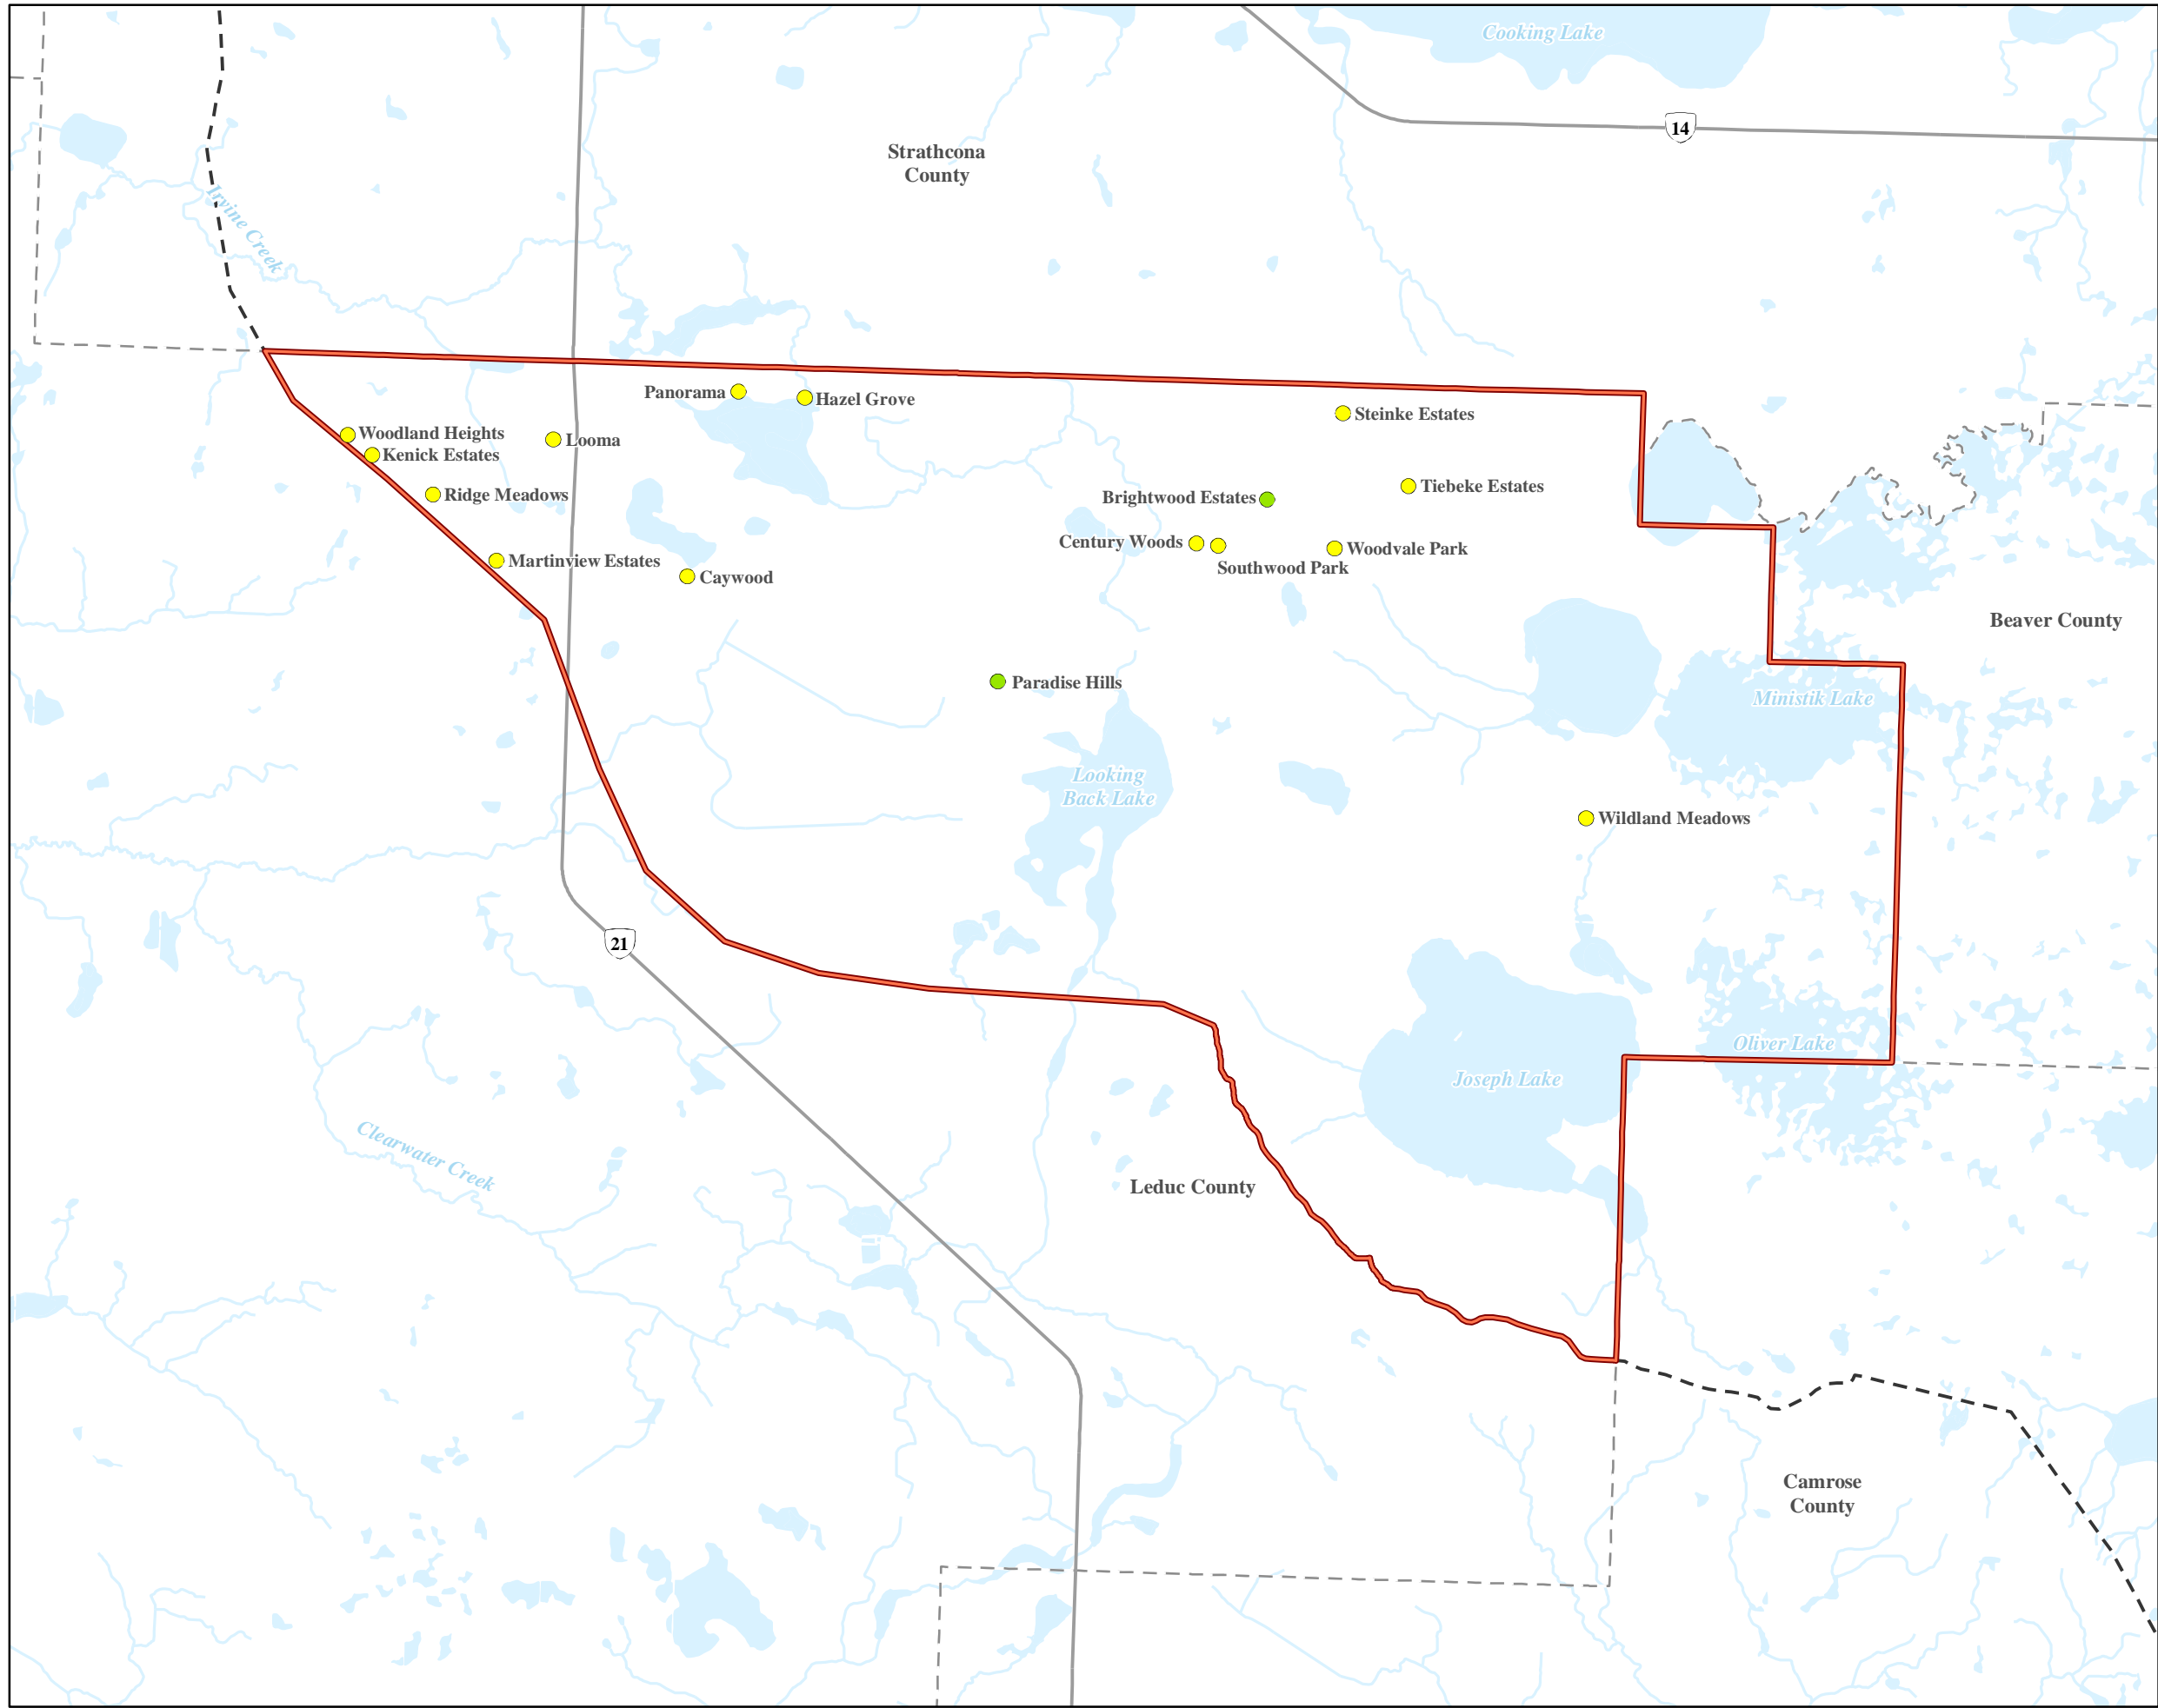 Cooking Lake
14
Strathcona
County
Irvine Creek
Panorama
Hazel Grove
Steinke Estates
Woodland Heights
Looma
Kenick Estates
Ridge Meadows
Tiebeke Estates
Brightwood Estates
Century Woods
Woodvale Park
Southwood Park
Martinview Estates
Caywood
Beaver County
Paradise Hills
Ministik Lake
Looking
Back Lake
Wildland Meadows
21
Oliver Lake
Joseph Lake
Clearwater Creek
Leduc County
Camrose
County